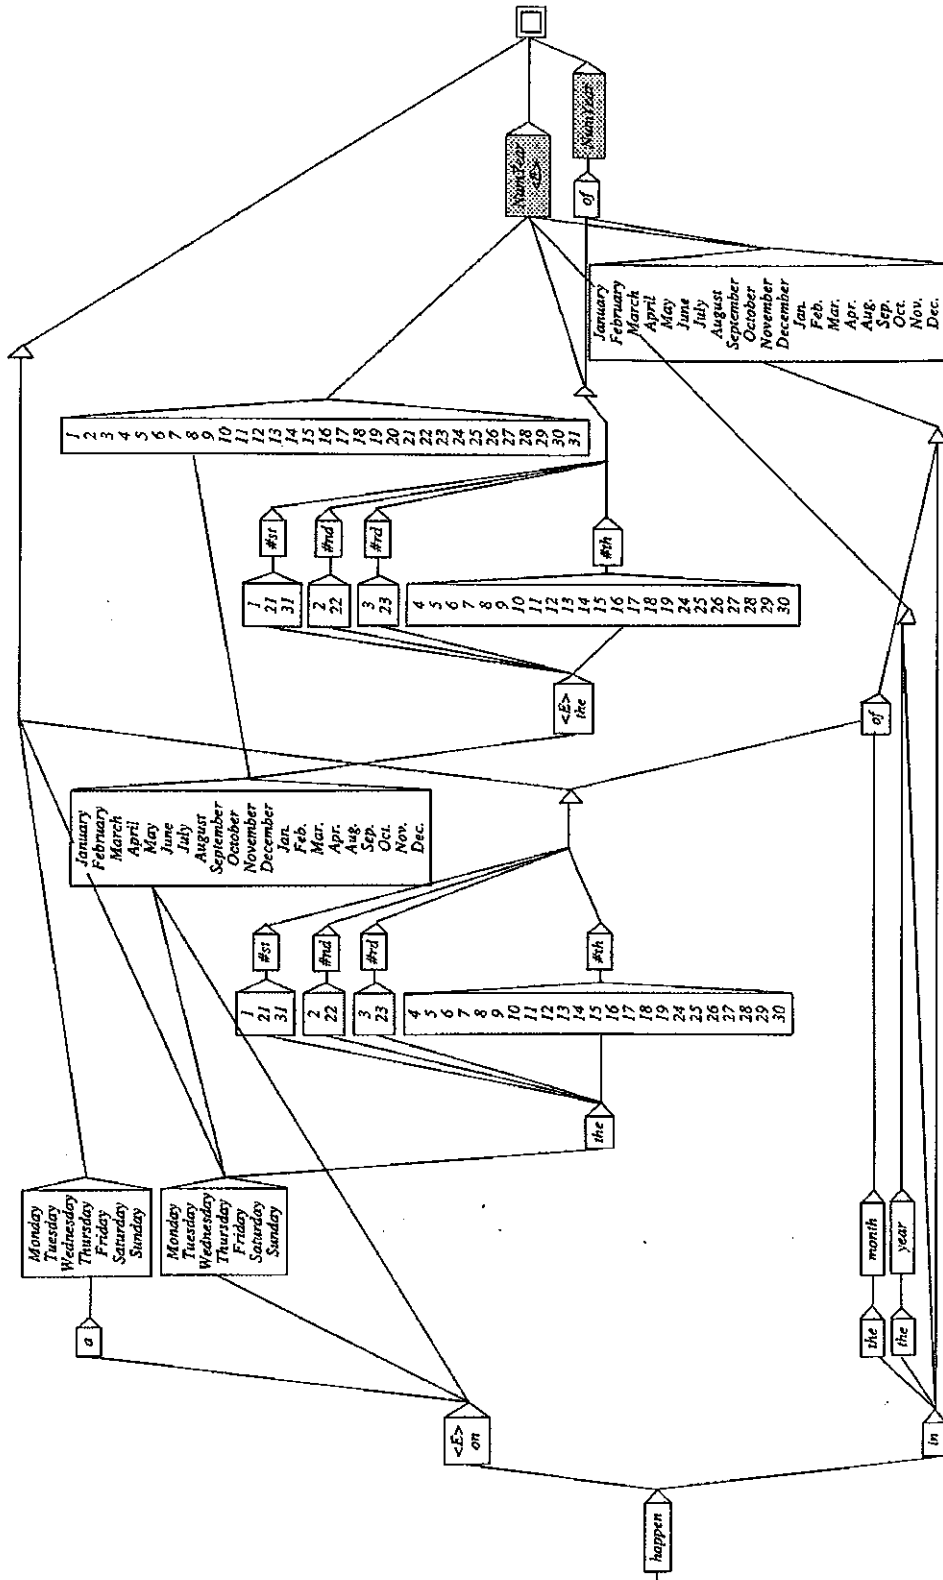 happen
<E>
on
in
a
the
the
month
year
Monday
Tuesday
Wednesday
Thursday
Friday
Saturday
Sunday
Monday
Tuesday
Wednesday
Thursday
Friday
Saturday
Sunday
the
1
21
31
2
22
3
23
4
5
6
7
8
9
10
11
12
13
14
15
16
17
18
19
24
25
26
27
28
29
30
#st
#nd
#rd
#th
January
February
March
April
May
June
July
August
September
October
November
December
Jan.
Feb.
Mar.
Apr.
Aug.
Sep.
Oct.
Nov.
Dec.
of
<E>
the
1
21
31
2
22
3
23
4
5
6
7
8
9
10
11
12
13
14
15
16
17
18
19
24
25
26
27
28
29
30
#st
#nd
#rd
#th
1
2
3
4
5
6
7
8
9
10
11
12
13
14
15
16
17
18
19
20
21
22
23
24
25
26
27
28
29
30
31
January
February
March
April
May
June
July
August
September
October
November
December
Jan.
Feb.
Mar.
Apr.
Aug.
Sep.
Oct.
Nov.
Dec.
NumYear
<E>
of
NumYear